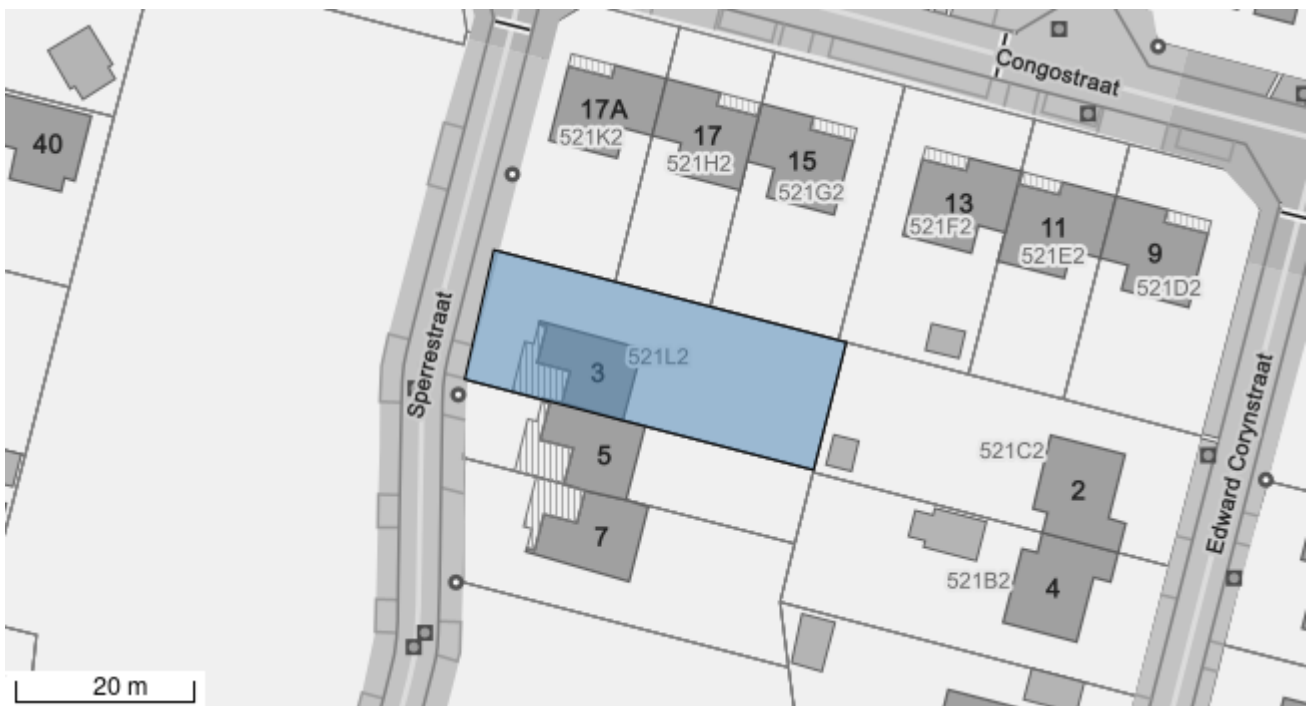 Congostraat
17A
521K2
17
521H2
15
521G2
40
13
521F2
11
521E2
9
521D2
Sperrestraat
3
521L2
5
7
521C2
2
521B2
4
Edward Corynstraat
20 m